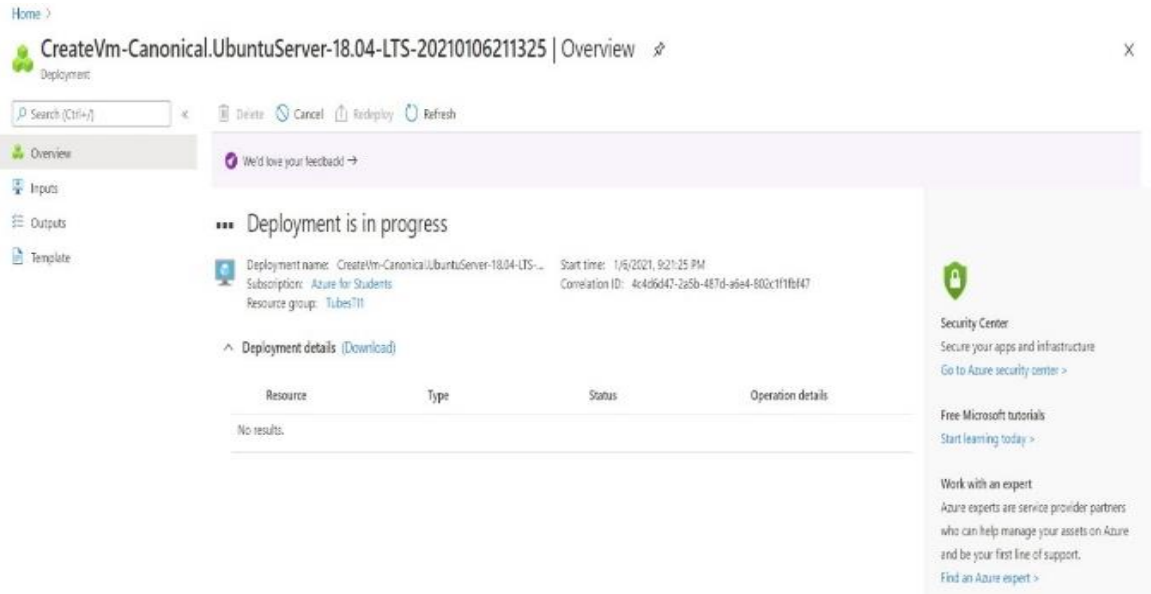 Home >
CreateVm-Canonical.UbuntuServer-18.04-LTS-20210106211325 | Overview
Deployment
Search (Ctrl+/)
«
Delete Cancel Redeploy Refresh
Overview
Inputs
Outputs
Template
We'd love your feedback! →
Deployment is in progress
Deployment name: CreateVm-Canonical.UbuntuServer-18.04-LTS-...
Subscription: Azure for Students
Resource group: TubesTI1
Start time: 1/6/2021, 9:21:25 PM
Correlation ID: 4c4d6d47-2a5b-487d-a6e4-802c1f1fbf47
Deployment details (Download)
Resource Type Status Operation details
No results.
Security Center
Secure your apps and infrastructure
Go to Azure security center >
Free Microsoft tutorials
Start learning today >
Work with an expert
Azure experts are service provider partners
who can help manage your assets on Azure
and be your first line of support.
Find an Azure expert >